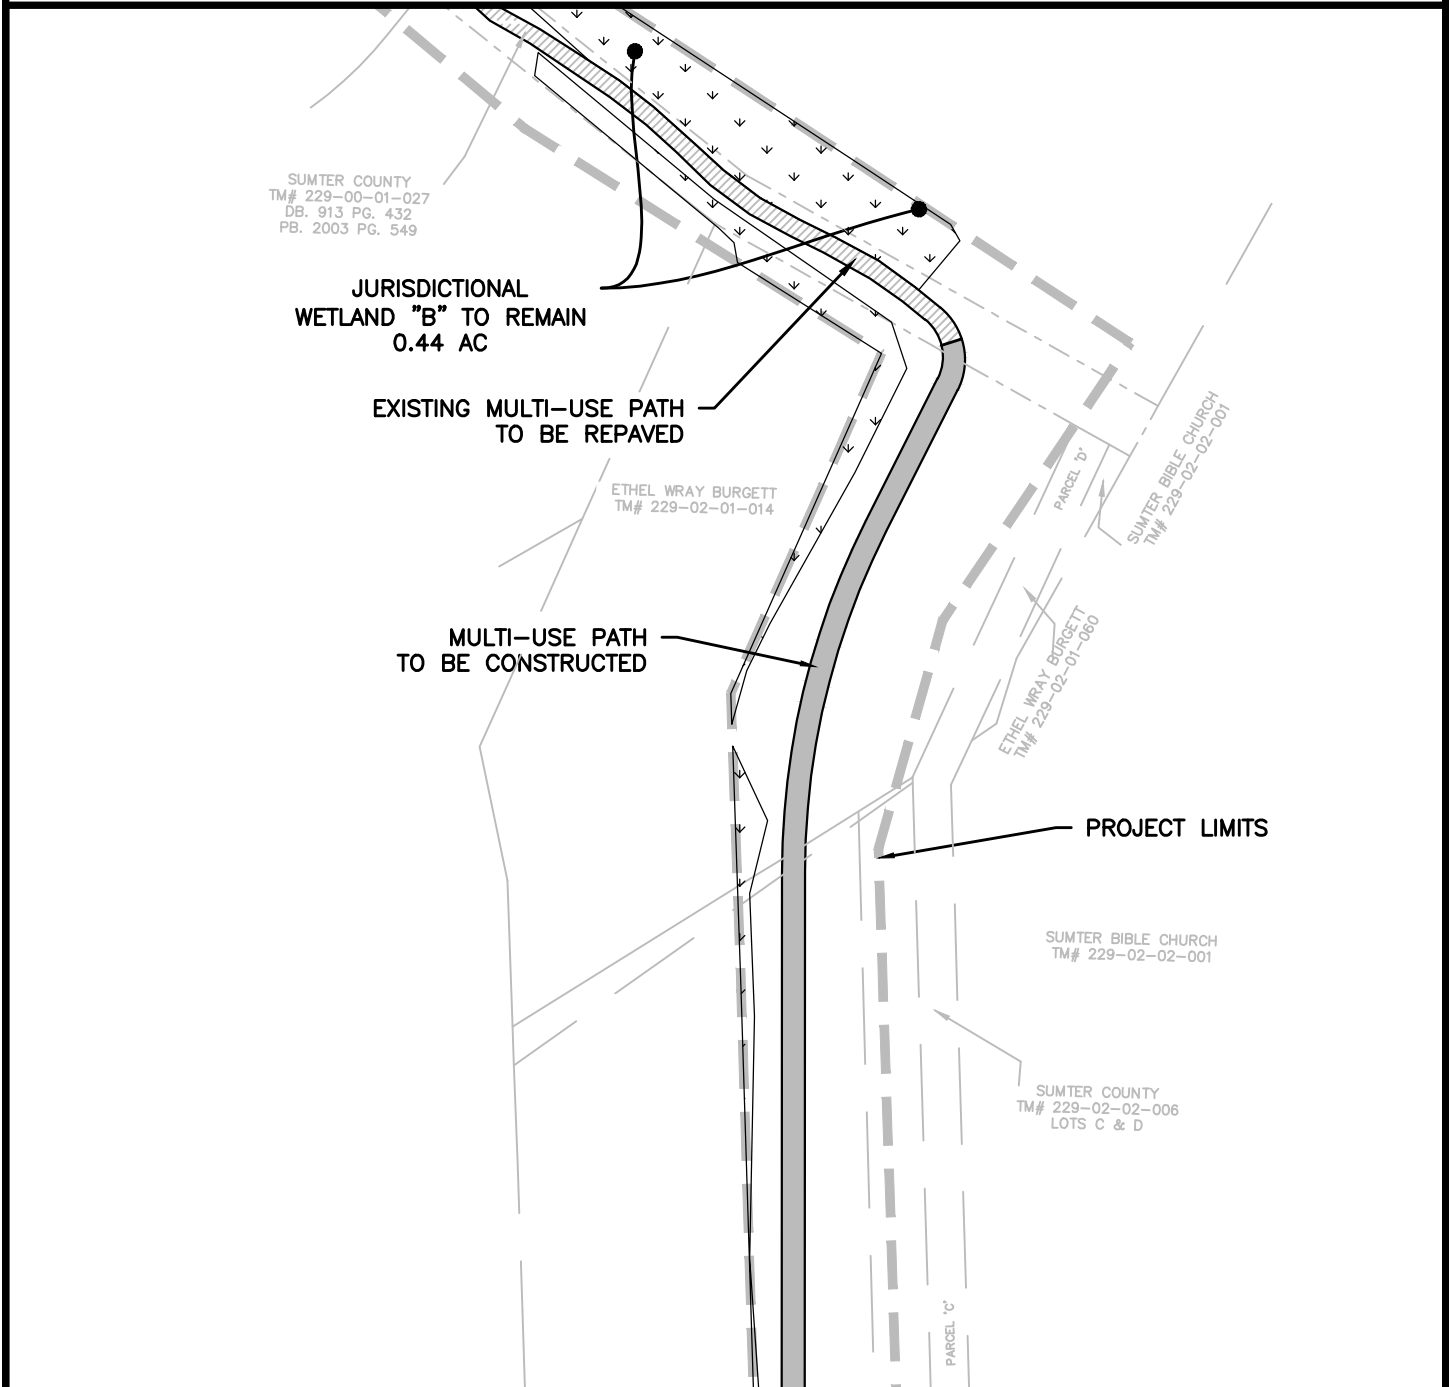 SUMTER COUNTY
TM# 229-00-01-027
DB. 913 PG. 432
PB. 2003 PG. 549
JURISDICTIONAL
WETLAND "B" TO REMAIN
0.44 AC
EXISTING MULTI-USE PATH
TO BE REPAVED
ETHEL WRAY BURGETT
TM# 229-02-01-014
PARCEL 'D'
SUMTER BIBLE CHURCH
TM# 229-02-02-001
MULTI-USE PATH
TO BE CONSTRUCTED
ETHEL WRAY BURGETT
TM# 229-02-01-060
PROJECT LIMITS
SUMTER BIBLE CHURCH
TM# 229-02-02-001
SUMTER COUNTY
TM# 229-02-02-006
LOTS C & D
PARCEL 'C'